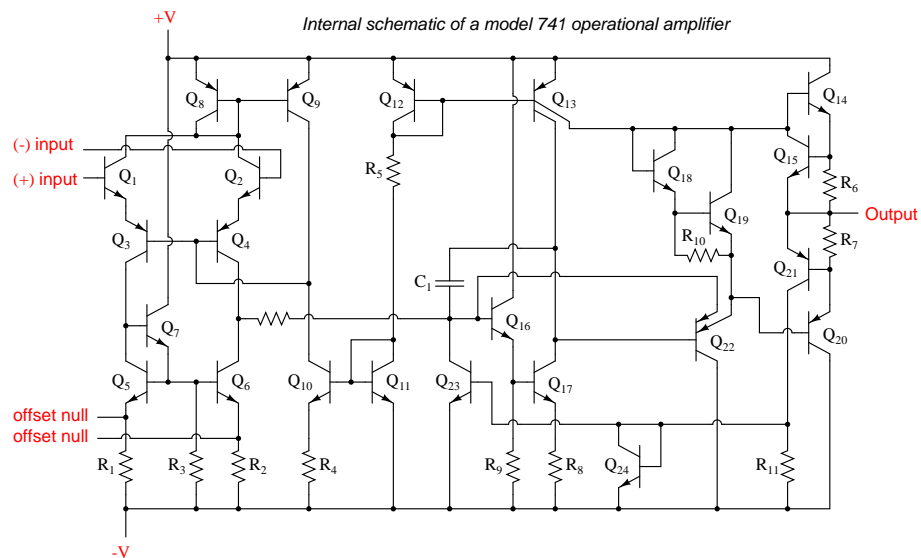 Internal schematic of a model 741 operational amplifier
+V
Q8
Q9
Q12
Q13
Q14
(-) input
(+) input
Q1
Q2
R5
Q15
Q18
R6
Output
Q19
Q3
Q4
R10
R7
Q21
C1
Q7
Q16
Q22
Q20
Q5
Q6
Q10
Q11
Q23
Q17
offset null
offset null
R1
R3
R2
R4
R9
R8
Q24
R11
-V